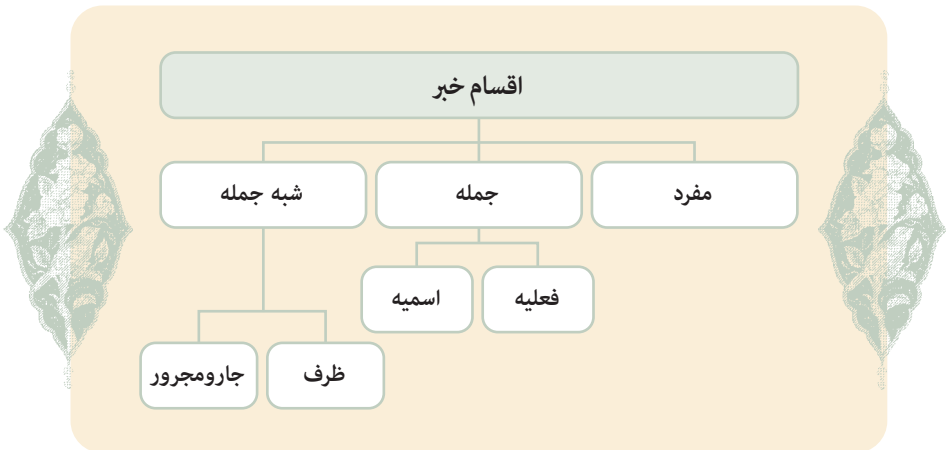 اقسام خبر
مفرد
جمله
شبه جمله
فعلیه
اسمیه
ظرف
جارومجرور